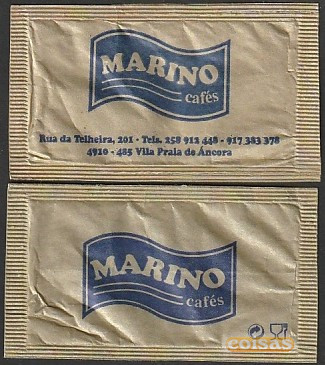 MARINO
cafés
Rua da Telheira, 201 - Tels. 258 912 448 - 917 383 378
4910 - 485 Vila Praia de Âncora
MARINO
cafés
coisas